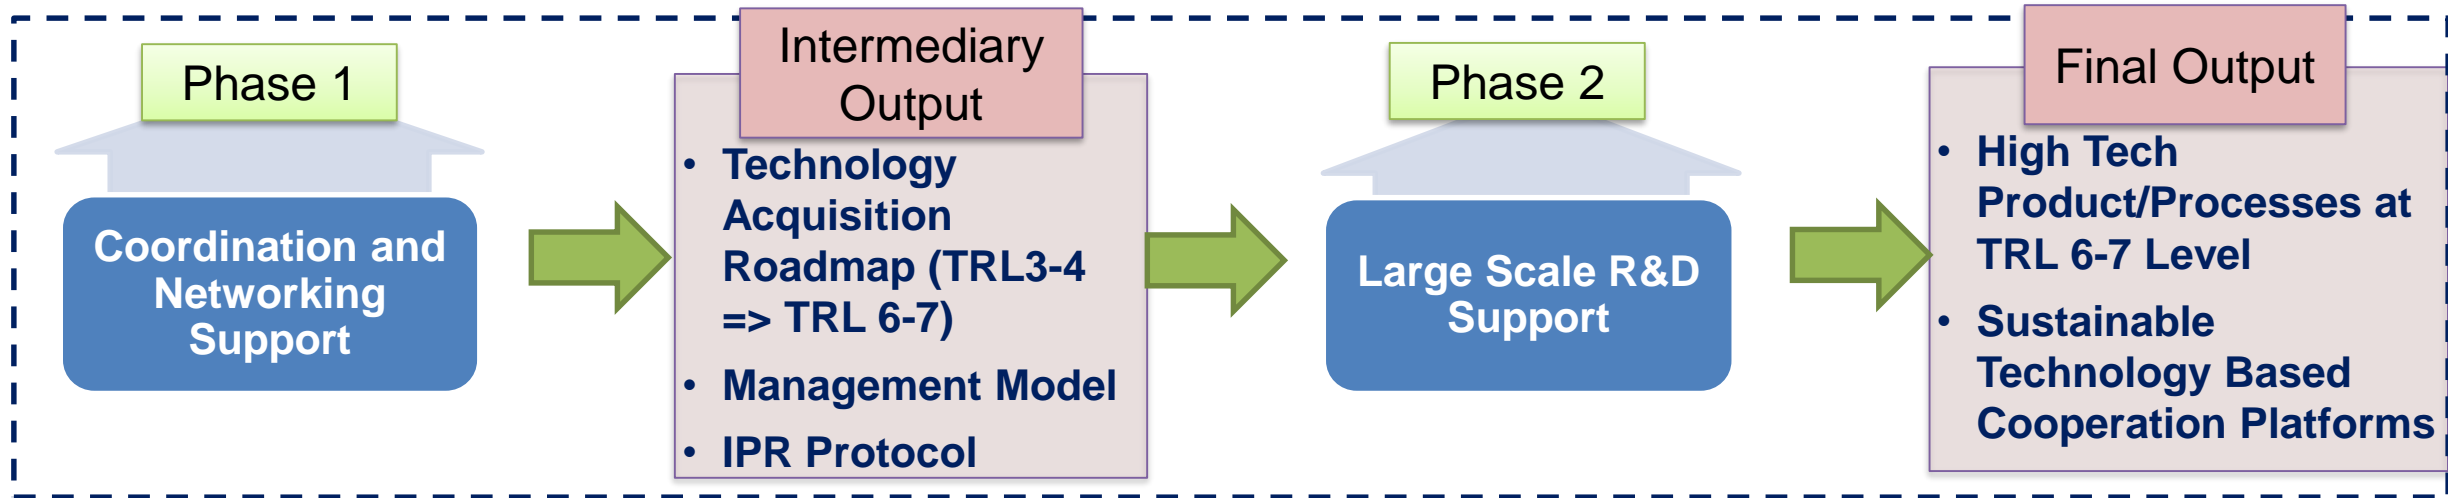 Phase 1
Coordination and
Networking
Support
Intermediary
Output
• Technology
Acquisition
Roadmap (TRL3-4
=> TRL 6-7)
• Management Model
• IPR Protocol
Phase 2
Large Scale R&D
Support
Final Output
• High Tech
Product/Processes at
TRL 6-7 Level
• Sustainable
Technology Based
Cooperation Platforms